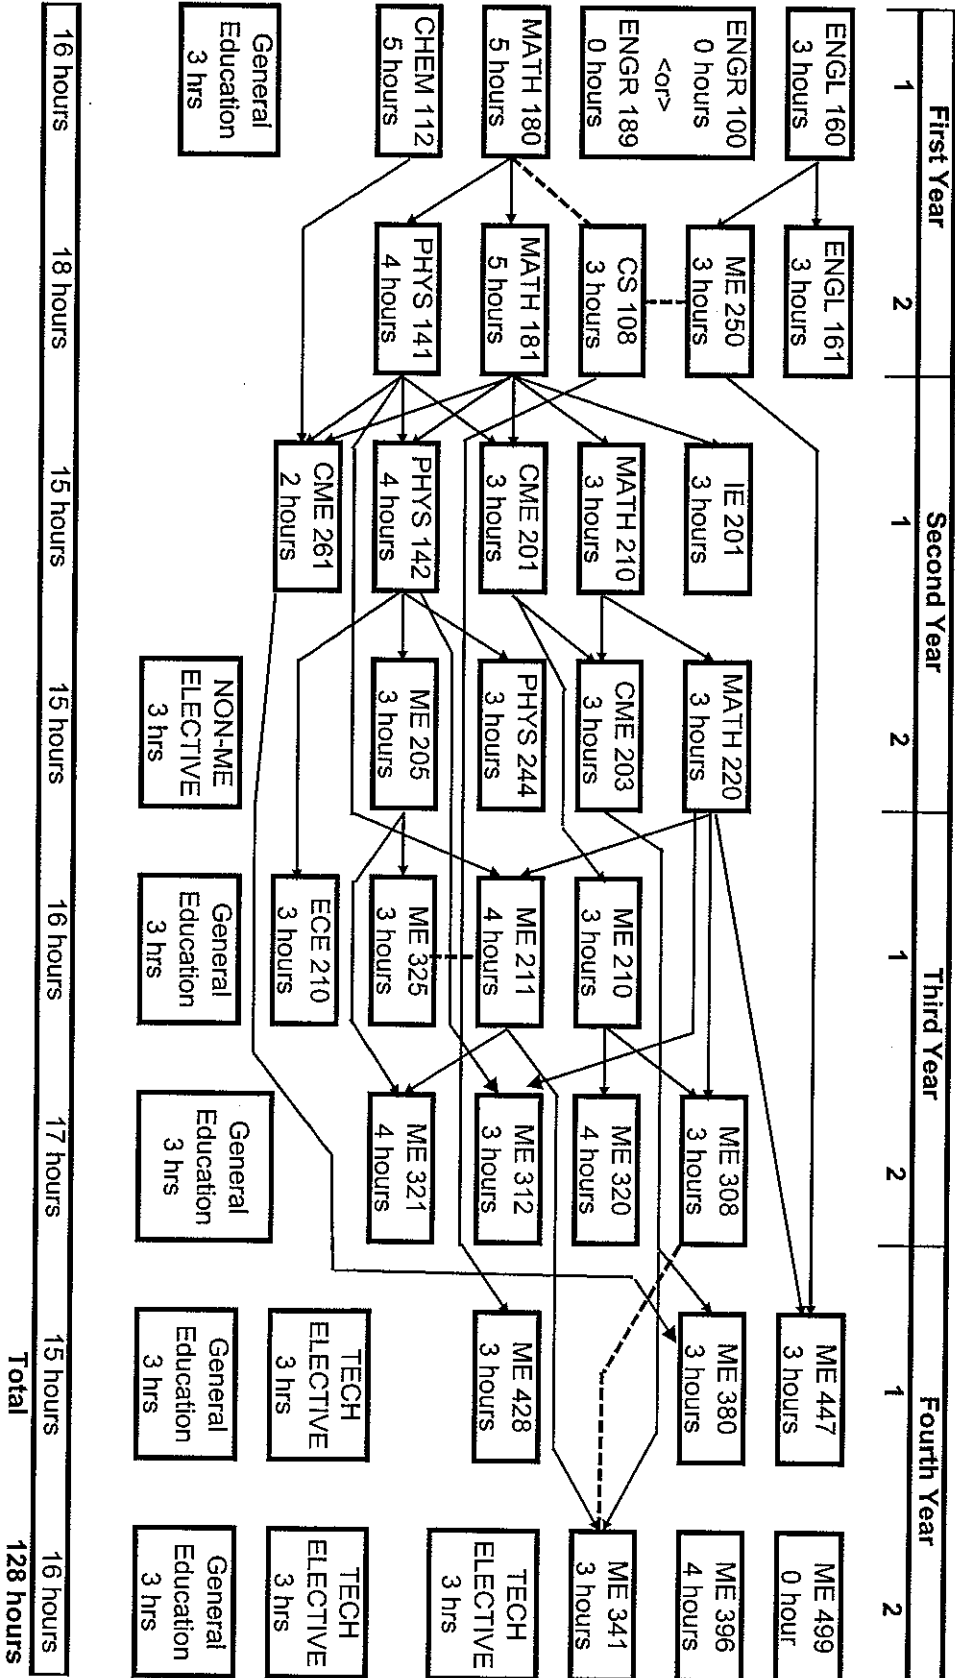 First Year
Second Year
Third Year
Fourth Year
1
2
1
2
1
2
1
2
ENGL 160
3 hours
ENGR 100
0 hours
<or>
ENGR 189
0 hours
MATH 180
5 hours
CHEM 112
5 hours
General
Education
3 hrs
ENGL 161
3 hours
ME 250
3 hours
CS 108
3 hours
MATH 181
5 hours
PHYS 141
4 hours
IE 201
3 hours
MATH 210
3 hours
CME 201
3 hours
PHYS 142
4 hours
CME 261
2 hours
MATH 220
3 hours
CME 203
3 hours
PHYS 244
3 hours
ME 205
3 hours
NON-ME
ELECTIVE
3 hrs
ME 210
3 hours
ME 211
4 hours
ME 325
3 hours
ECE 210
3 hours
General
Education
3 hrs
ME 308
3 hours
ME 320
4 hours
ME 312
3 hours
ME 321
4 hours
General
Education
3 hrs
ME 447
3 hours
ME 380
3 hours
ME 428
3 hours
TECH
ELECTIVE
3 hrs
General
Education
3 hrs
ME 499
0 hour
ME 396
4 hours
ME 341
3 hours
TECH
ELECTIVE
3 hrs
TECH
ELECTIVE
3 hrs
General
Education
3 hrs
16 hours
18 hours
15 hours
15 hours
16 hours
17 hours
15 hours
16 hours
Total 128 hours